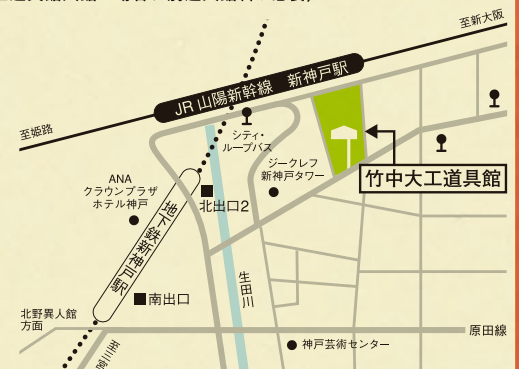 至新大阪
JR 山陽新幹線 新神戸駅
至姫路
シティ・
ループバス
ジークレフ
新神戸タワー
竹中大工道具館
ANA
クラウンプラザ
ホテル神戸
北出口2
地下鉄新神戸駅
生田川
南出口
北野異人館
方面
原田線
神戸芸術センター
至三宮